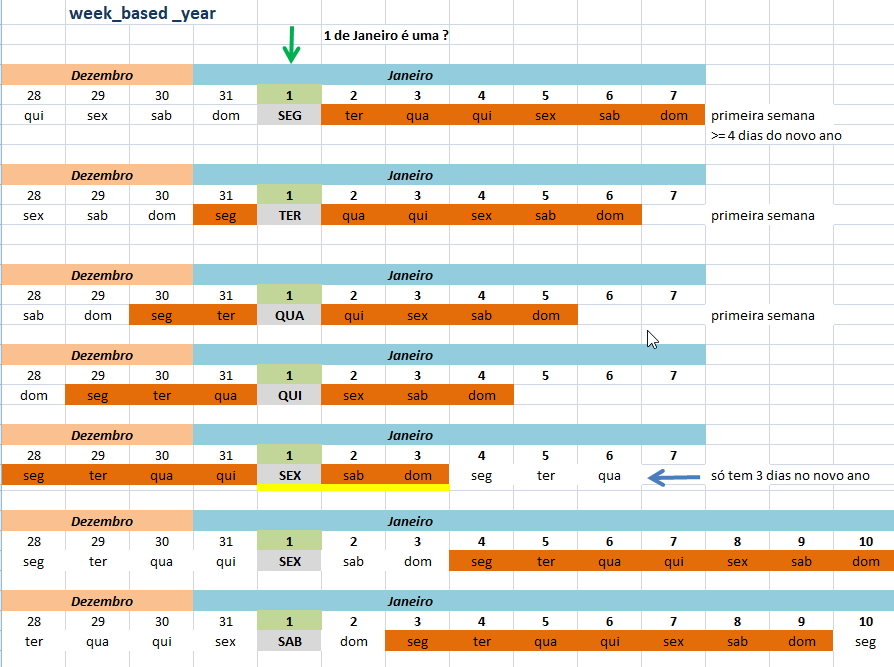 week_based _year
1 de Janeiro é uma ?
Dezembro Janeiro
28 29 30 31 1 2 3 4 5 6 7
qui sex sab dom SEG ter qua qui sex sab dom primeira semana
>= 4 dias do novo ano
Dezembro Janeiro
28 29 30 31 1 2 3 4 5 6 7
sex sab dom seg TER qua qui sex sab dom primeira semana
Dezembro Janeiro
28 29 30 31 1 2 3 4 5 6 7
sab dom seg ter QUA qui sex sab dom primeira semana
Dezembro Janeiro
28 29 30 31 1 2 3 4 5 6 7
dom seg ter qua QUI sex sab dom
Dezembro Janeiro
28 29 30 31 1 2 3 4 5 6 7
seg ter qua qui SEX sab dom seg ter qua só tem 3 dias no novo ano
Dezembro Janeiro
28 29 30 31 1 2 3 4 5 6 7 8 9 10
seg ter qua qui SEX sab dom seg ter qua qui sex sab dom
Dezembro Janeiro
28 29 30 31 1 2 3 4 5 6 7 8 9 10
ter qua qui sex SAB dom seg ter qua qui sex sab dom seg